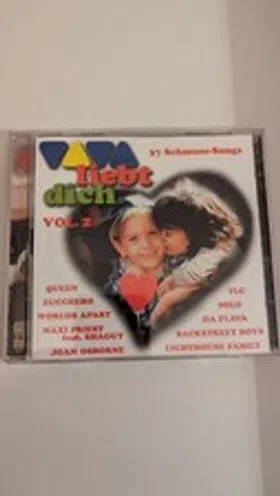 VIVA
liebt
dich
VOL. 2
37 Schmuse-Songs
QUEEN
ZUCCHERO
WORLDS APART
MAXI PRIEST
feat. SHAGGY
JOAN OSBORNE
TLC
DA FLAVA
BACKSTREET BOYS
LIGHTHOUSE FAMILY